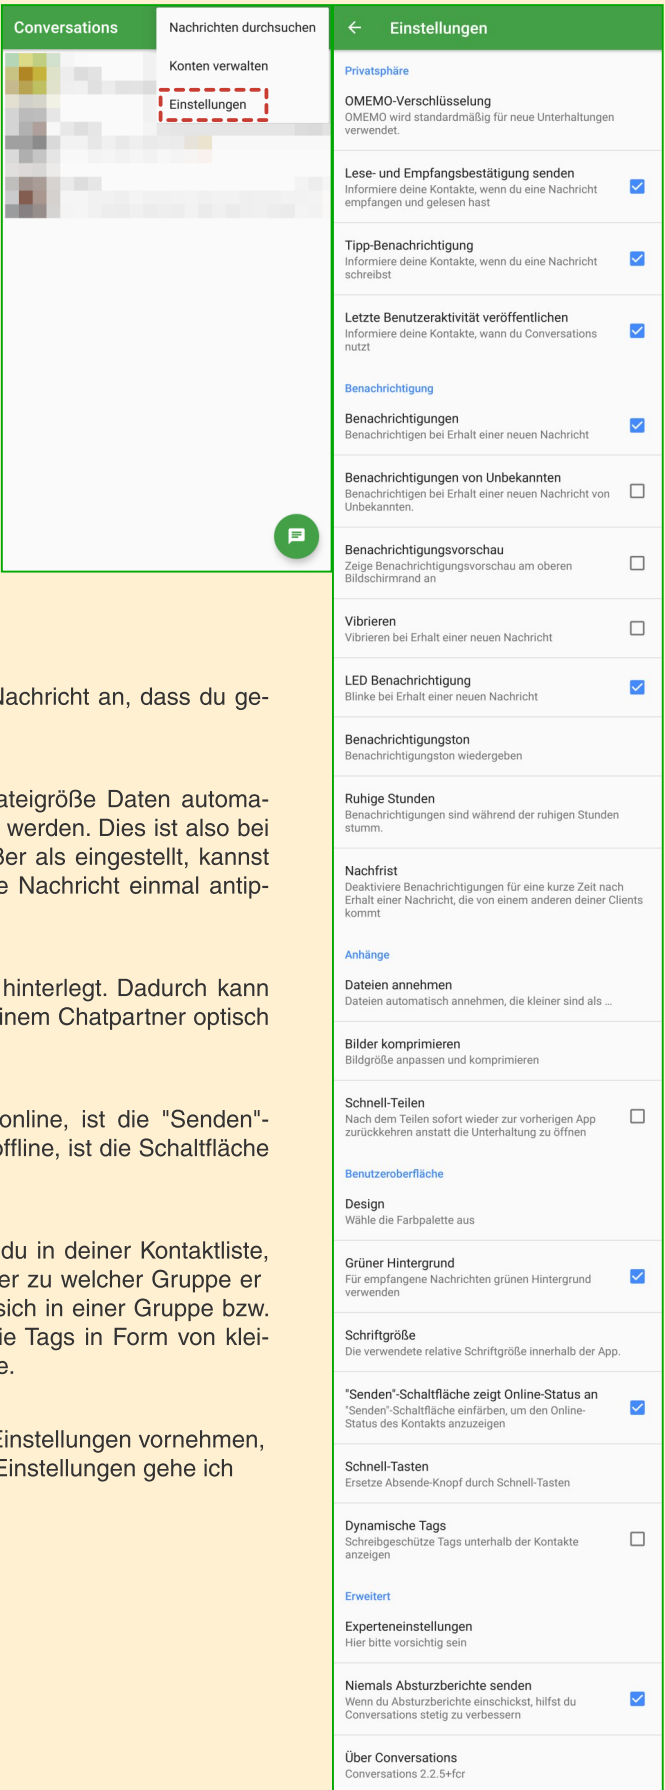 Conversations
Nachrichten durchsuchen
Konten verwalten
Einstellungen
Nachricht an, dass du ge-
ateigröße Daten automa-
werden. Dies ist also bei
ßer als eingestellt, kannst
e Nachricht einmal antip-
hinterlegt. Dadurch kann
inem Chatpartner optisch
online, ist die "Senden"-
offline, ist die Schaltfläche
du in deiner Kontaktliste,
er zu welcher Gruppe er
sich in einer Gruppe bzw.
ie Tags in Form von klei-
e.
Einstellungen vornehmen,
Einstellungen gehe ich
Einstellungen
Privatsphäre
OMEMO-Verschlüsselung
OMEMO wird standardmäßig für neue Unterhaltungen
verwendet.
Lese- und Empfangsbestätigung senden
Informiere deine Kontakte, wenn du eine Nachricht
empfangen und gelesen hast
Tipp-Benachrichtigung
Informiere deine Kontakte, wenn du eine Nachricht
schreibst
Letzte Benutzeraktivität veröffentlichen
Informiere deine Kontakte, wann du Conversations
nutzt
Benachrichtigung
Benachrichtigungen
Benachrichtigen bei Erhalt einer neuen Nachricht
Benachrichtigungen von Unbekannten
Benachrichtigen bei Erhalt einer neuen Nachricht von
Unbekannten.
Benachrichtigungsvorschau
Zeige Benachrichtigungsvorschau am oberen
Bildschirmrand an
Vibrieren
Vibrieren bei Erhalt einer neuen Nachricht
LED Benachrichtigung
Blinke bei Erhalt einer neuen Nachricht
Benachrichtigungston
Benachrichtigungston wiedergeben
Ruhige Stunden
Benachrichtigungen sind während der ruhigen Stunden
stumm.
Nachfrist
Deaktiviere Benachrichtigungen für eine kurze Zeit nach
Erhalt einer Nachricht, die von einem anderen deiner Clients
kommt
Anhänge
Dateien annehmen
Dateien automatisch annehmen, die kleiner sind als …
Bilder komprimieren
Bildgröße anpassen und komprimieren
Schnell-Teilen
Nach dem Teilen sofort wieder zur vorherigen App
zurückkehren anstatt die Unterhaltung zu öffnen
Benutzeroberfläche
Design
Wähle die Farbpalette aus
Grüner Hintergrund
Für empfangene Nachrichten grünen Hintergrund
verwenden
Schriftgröße
Die verwendete relative Schriftgröße innerhalb der App.
"Senden"-Schaltfläche zeigt Online-Status an
"Senden"-Schaltfläche einfärben, um den Online-
Status des Kontakts anzuzeigen
Schnell-Tasten
Ersetze Absende-Knopf durch Schnell-Tasten
Dynamische Tags
Schreibgeschütze Tags unterhalb der Kontakte
anzeigen
Erweitert
Experteneinstellungen
Hier bitte vorsichtig sein
Niemals Absturzberichte senden
Wenn du Absturzberichte einschickst, hilfst du
Conversations stetig zu verbessern
Über Conversations
Conversations 2.2.5+fcr